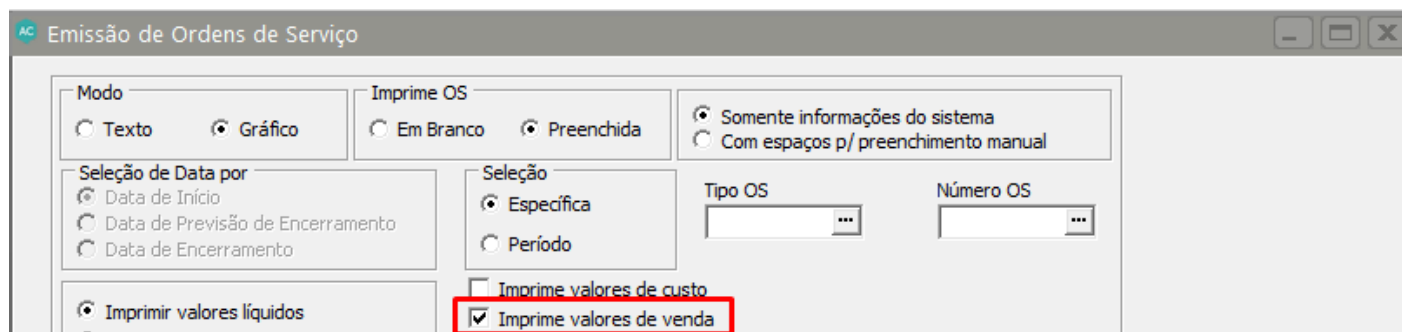 AC Emissão de Ordens de Serviço
Modo
Texto Gráfico
Imprime OS
Em Branco Preenchida
Somente informações do sistema
Com espaços p/ preenchimento manual
Seleção de Data por
Data de Início
Data de Previsão de Encerramento
Data de Encerramento
Seleção
Específica
Período
Tipo OS
...
Número OS
...
Imprimir valores líquidos
Imprime valores de custo
Imprime valores de venda